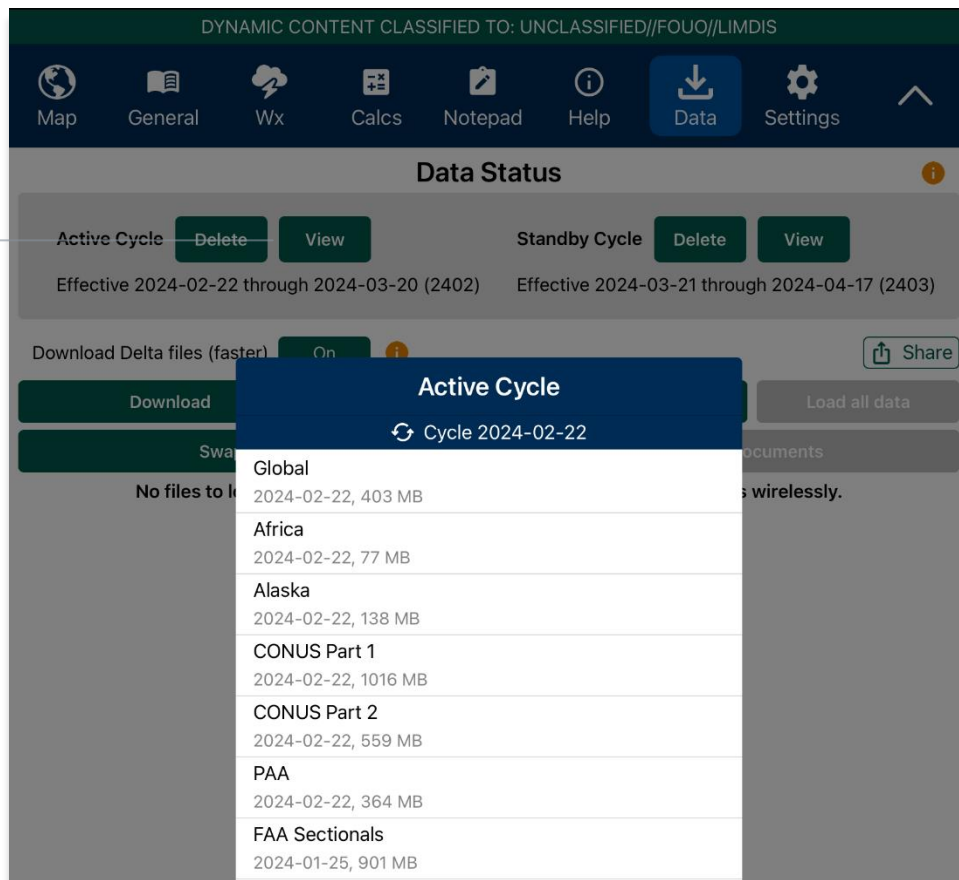 DYNAMIC CONTENT CLASSIFIED TO: UNCLASSIFIED//FOUO//LIMDIS
Map General Wx Calcs Notepad Help Data Settings
Data Status
Active Cycle Delete View Standby Cycle Delete View
Effective 2024-02-22 through 2024-03-20 (2402) Effective 2024-03-21 through 2024-04-17 (2403)
Download Delta files (faster) On Share
Download Load all data
Active Cycle
Cycle 2024-02-22
Global
No files to wirelessly.
2024-02-22, 403 MB
Africa
2024-02-22, 77 MB
Alaska
2024-02-22, 138 MB
CONUS Part 1
2024-02-22, 1016 MB
CONUS Part 2
2024-02-22, 559 MB
PAA
2024-02-22, 364 MB
FAA Sectionals
2024-01-25, 901 MB